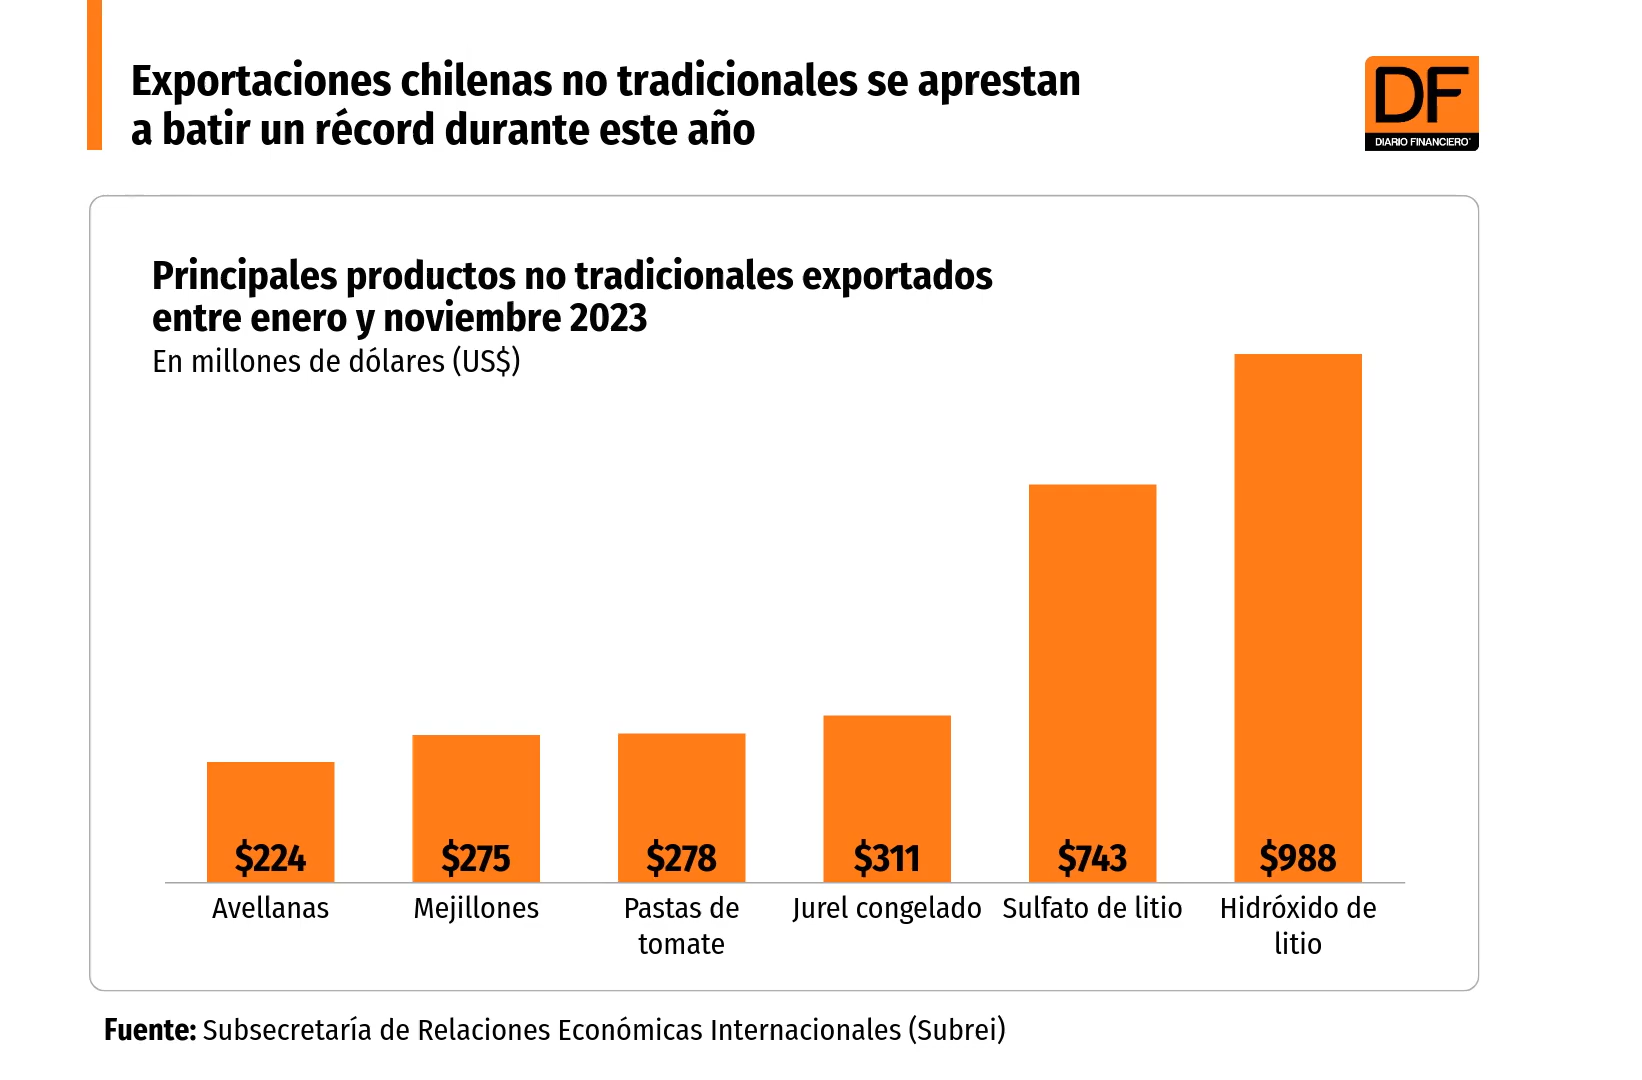 Exportaciones chilenas no tradicionales se aprestan
a batir un récord durante este año
DF
DIARIO FINANCIERO
Principales productos no tradicionales exportados
entre enero y noviembre 2023
En millones de dólares (US$)
$224
$275
$278
$311
$743
$988
Avellanas
Mejillones
Pastas de
tomate
Jurel congelado
Sulfato de litio
Hidróxido de
litio
Fuente: Subsecretaría de Relaciones Económicas Internacionales (Subrei)